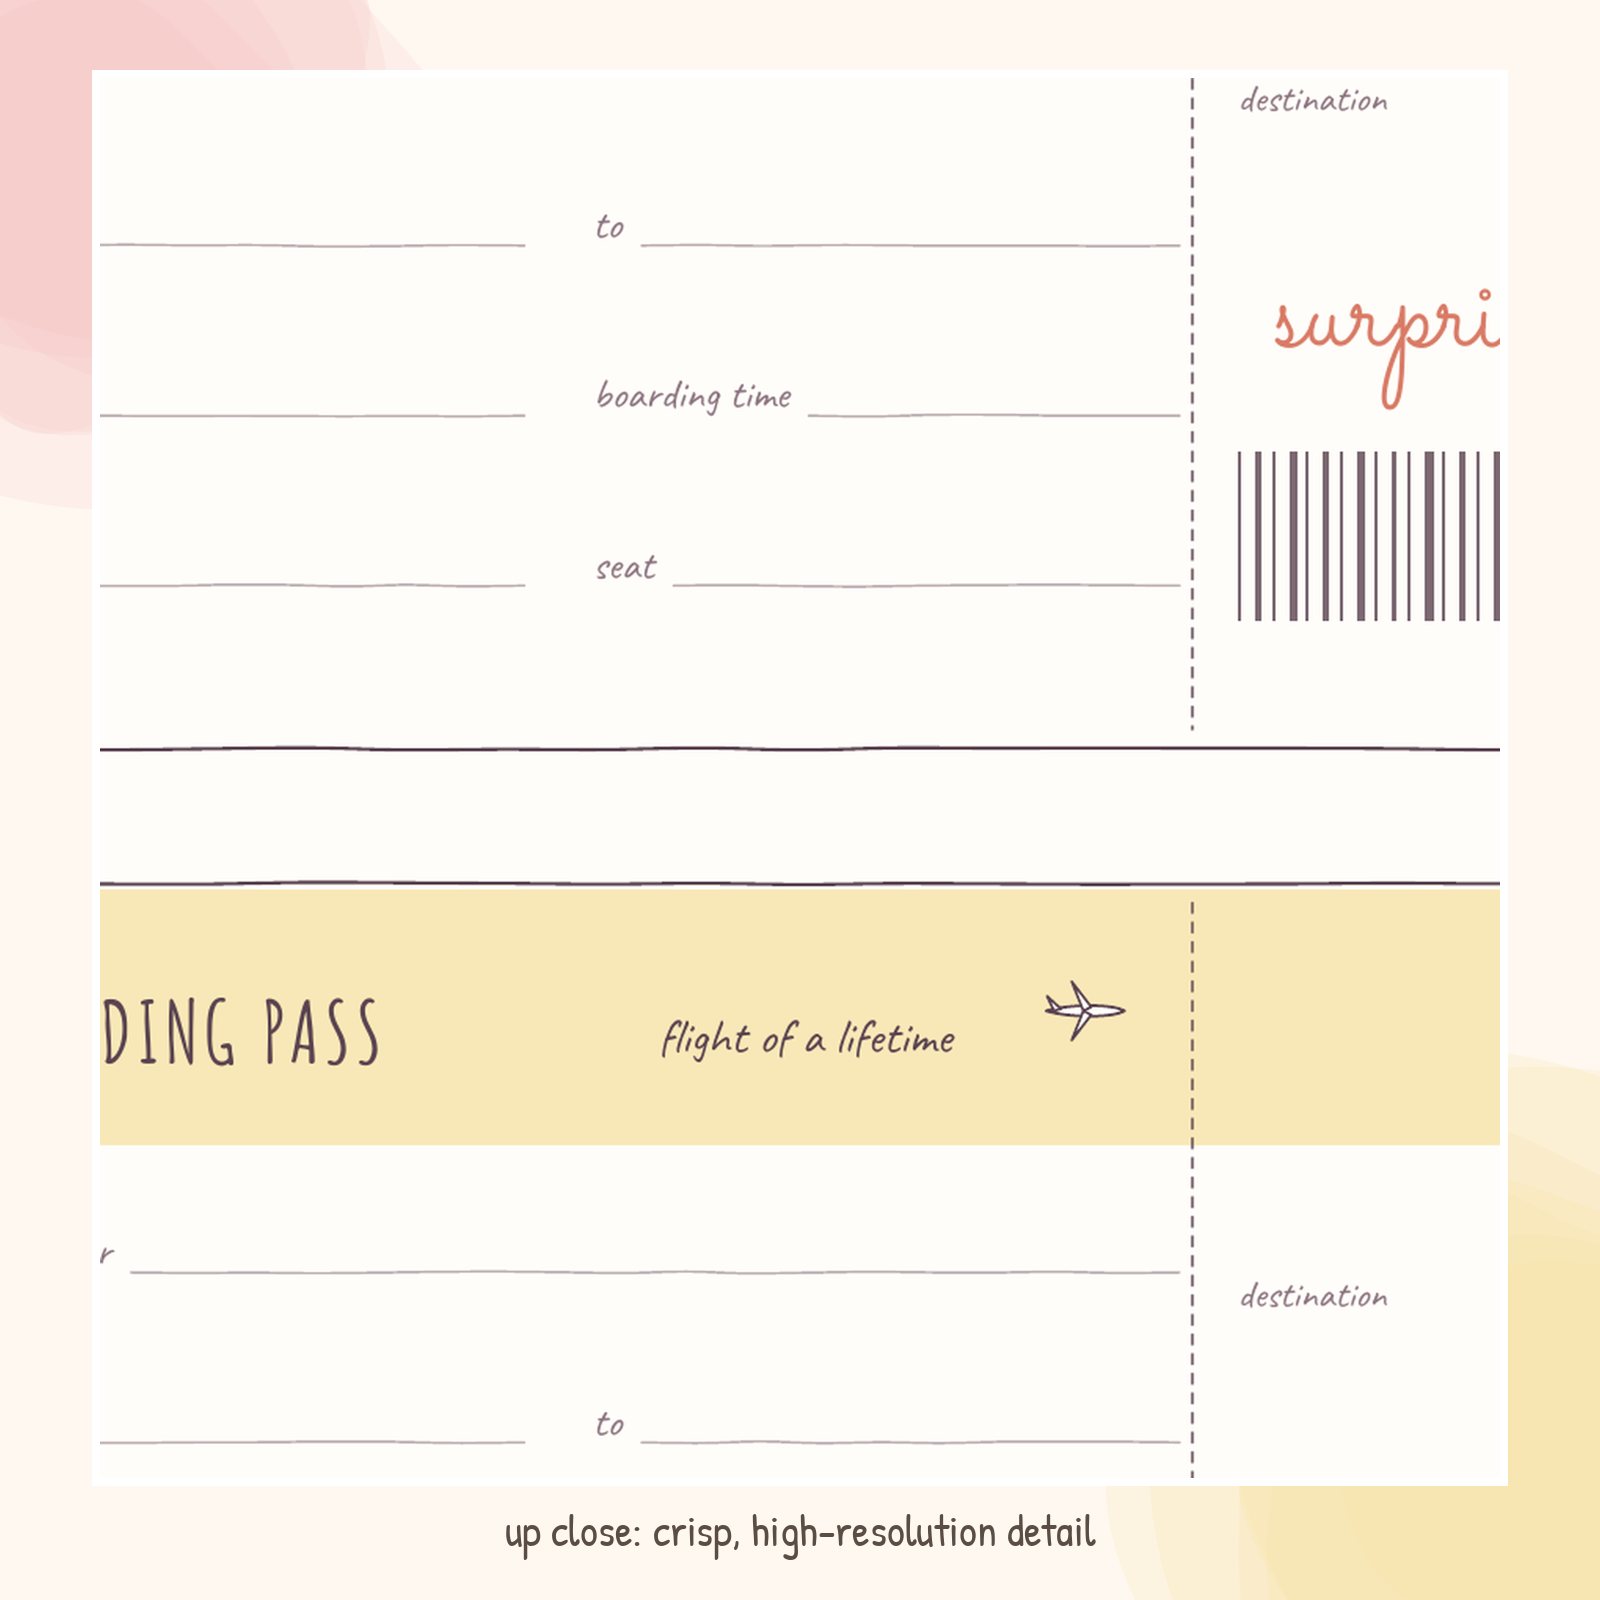 destination
to
surpri
boarding time
seat
DING PASS
flight of a lifetime
r
destination
to
up close: crisp, high-resolution detail